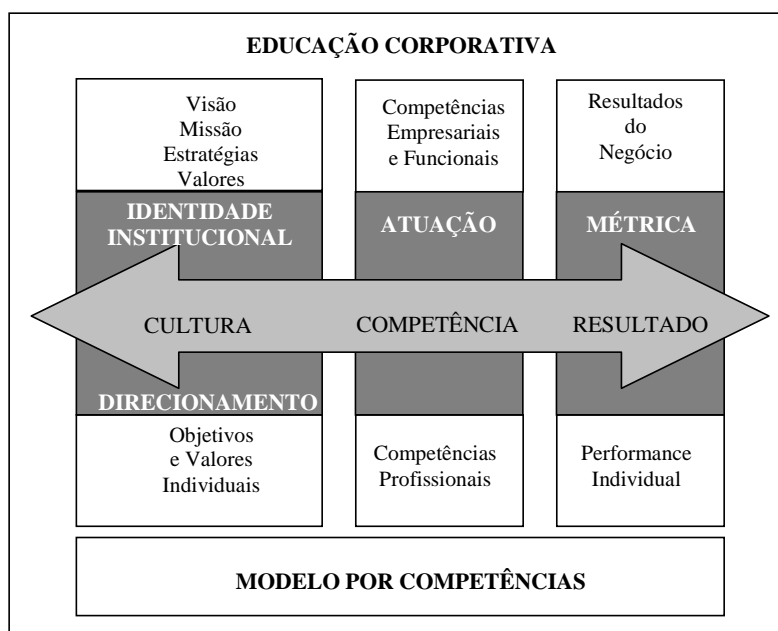 EDUCAÇÃO CORPORATIVA
Visão
Missão
Estratégias
Valores
Competências
Empresariais
e Funcionais
Resultados
do
Negócio
IDENTIDADE
INSTITUCIONAL
ATUAÇÃO
MÉTRICA
CULTURA
COMPETÊNCIA
RESULTADO
DIRECIONAMENTO
Objetivos
e Valores
Individuais
Competências
Profissionais
Performance
Individual
MODELO POR COMPETÊNCIAS